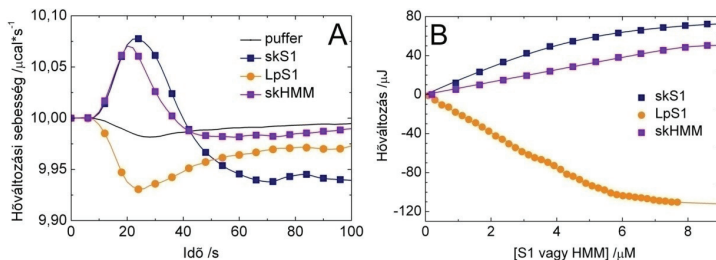 A
Hőváltozási sebesség /µcal*s⁻¹
10,10
10,05
10,00
9,95
9,90
puffer
skS1
LpS1
skHMM
0 20 40 60 80 100
Idő /s
B
Hőváltozás/µJ
80
40
0
-40
-80
-120
skS1
LpS1
skHMM
0 2 4 6 8
[S1 vagy HMM] /µM